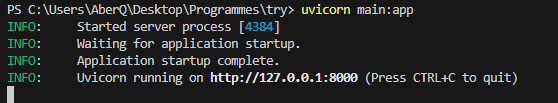 PS C:\Users\AberQ\Desktop\Programmes\try> uvicorn main:app
INFO:     Started server process [4384]
INFO:     Waiting for application startup.
INFO:     Application startup complete.
INFO:     Uvicorn running on http://127.0.0.1:8000 (Press CTRL+C to quit)